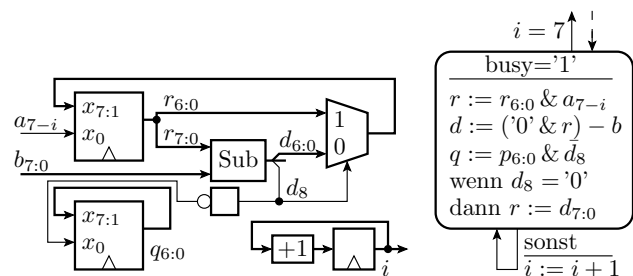 i = 7
busy='1'
r := r₆:₀ & a₇₋ᵢ
d := ('0' & r) − b
q := p₆:₀ & d̄₈
wenn d₈ = '0'
dann r := d₇:₀
sonst
i := i + 1
x₇:₁
x₀
a₇₋ᵢ
r₆:₀
r₇:₀
1
0
b₇:₀
Sub
d₆:₀
d₈
x₇:₁
x₀
q₆:₀
+1
i